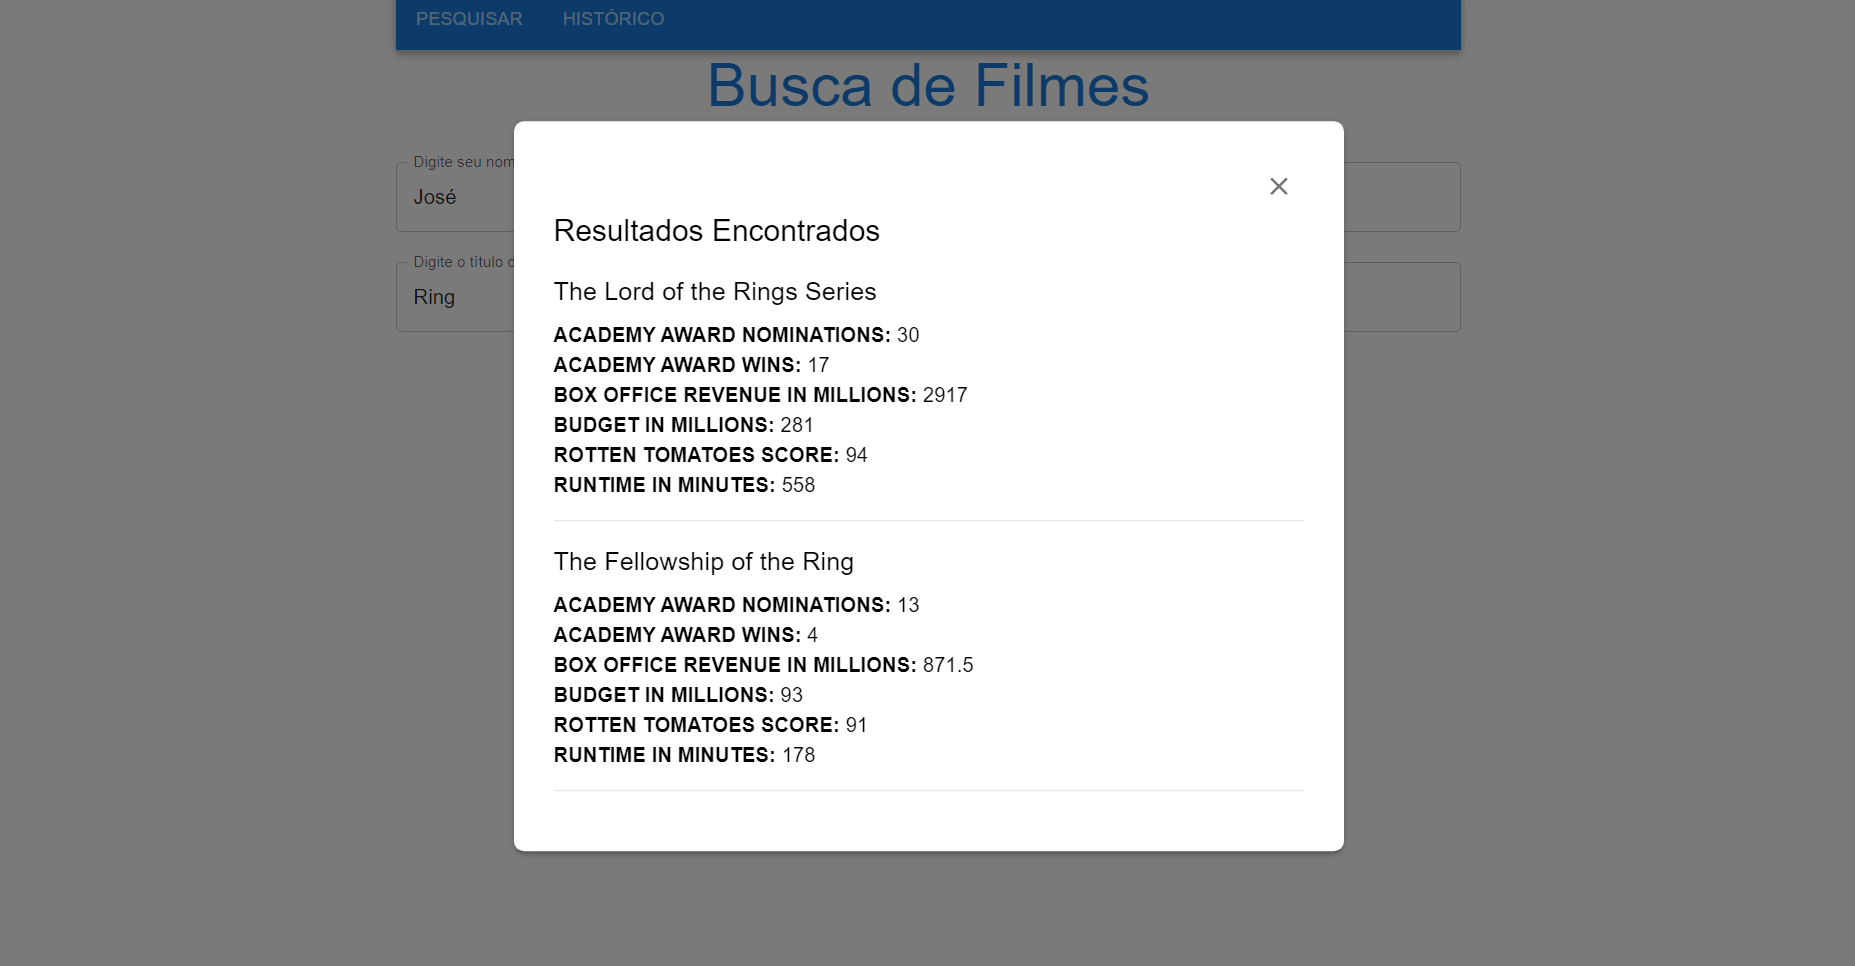 PESQUISAR HISTÓRICO
Busca de Filmes
Digite seu nom
José
Digite o título d
Ring
Resultados Encontrados
The Lord of the Rings Series
ACADEMY AWARD NOMINATIONS: 30
ACADEMY AWARD WINS: 17
BOX OFFICE REVENUE IN MILLIONS: 2917
BUDGET IN MILLIONS: 281
ROTTEN TOMATOES SCORE: 94
RUNTIME IN MINUTES: 558
The Fellowship of the Ring
ACADEMY AWARD NOMINATIONS: 13
ACADEMY AWARD WINS: 4
BOX OFFICE REVENUE IN MILLIONS: 871.5
BUDGET IN MILLIONS: 93
ROTTEN TOMATOES SCORE: 91
RUNTIME IN MINUTES: 178